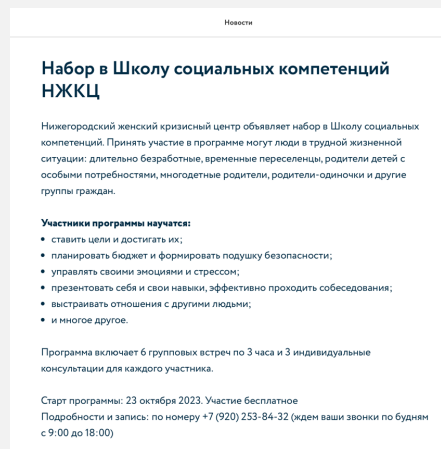 Новости
Набор в Школу социальных компетенций
НЖКЦ
Нижегородский женский кризисный центр объявляет набор в Школу социальных
компетенций. Принять участие в программе могут люди в трудной жизненной
ситуации: длительно безработные, временные переселенцы, родители детей с
особыми потребностями, многодетные родители, родители-одиночки и другие
группы граждан.
Участники программы научатся:
• ставить цели и достигать их;
• планировать бюджет и формировать подушку безопасности;
• управлять своими эмоциями и стрессом;
• презентовать себя и свои навыки, эффективно проходить собеседования;
• выстраивать отношения с другими людьми;
• и многое другое.
Программа включает 6 групповых встреч по 3 часа и 3 индивидуальные
консультации для каждого участника.
Старт программы: 23 октября 2023. Участие бесплатное
Подробности и запись: по номеру +7 (920) 253-84-32 (ждем ваши звонки по будням
с 9:00 до 18:00)